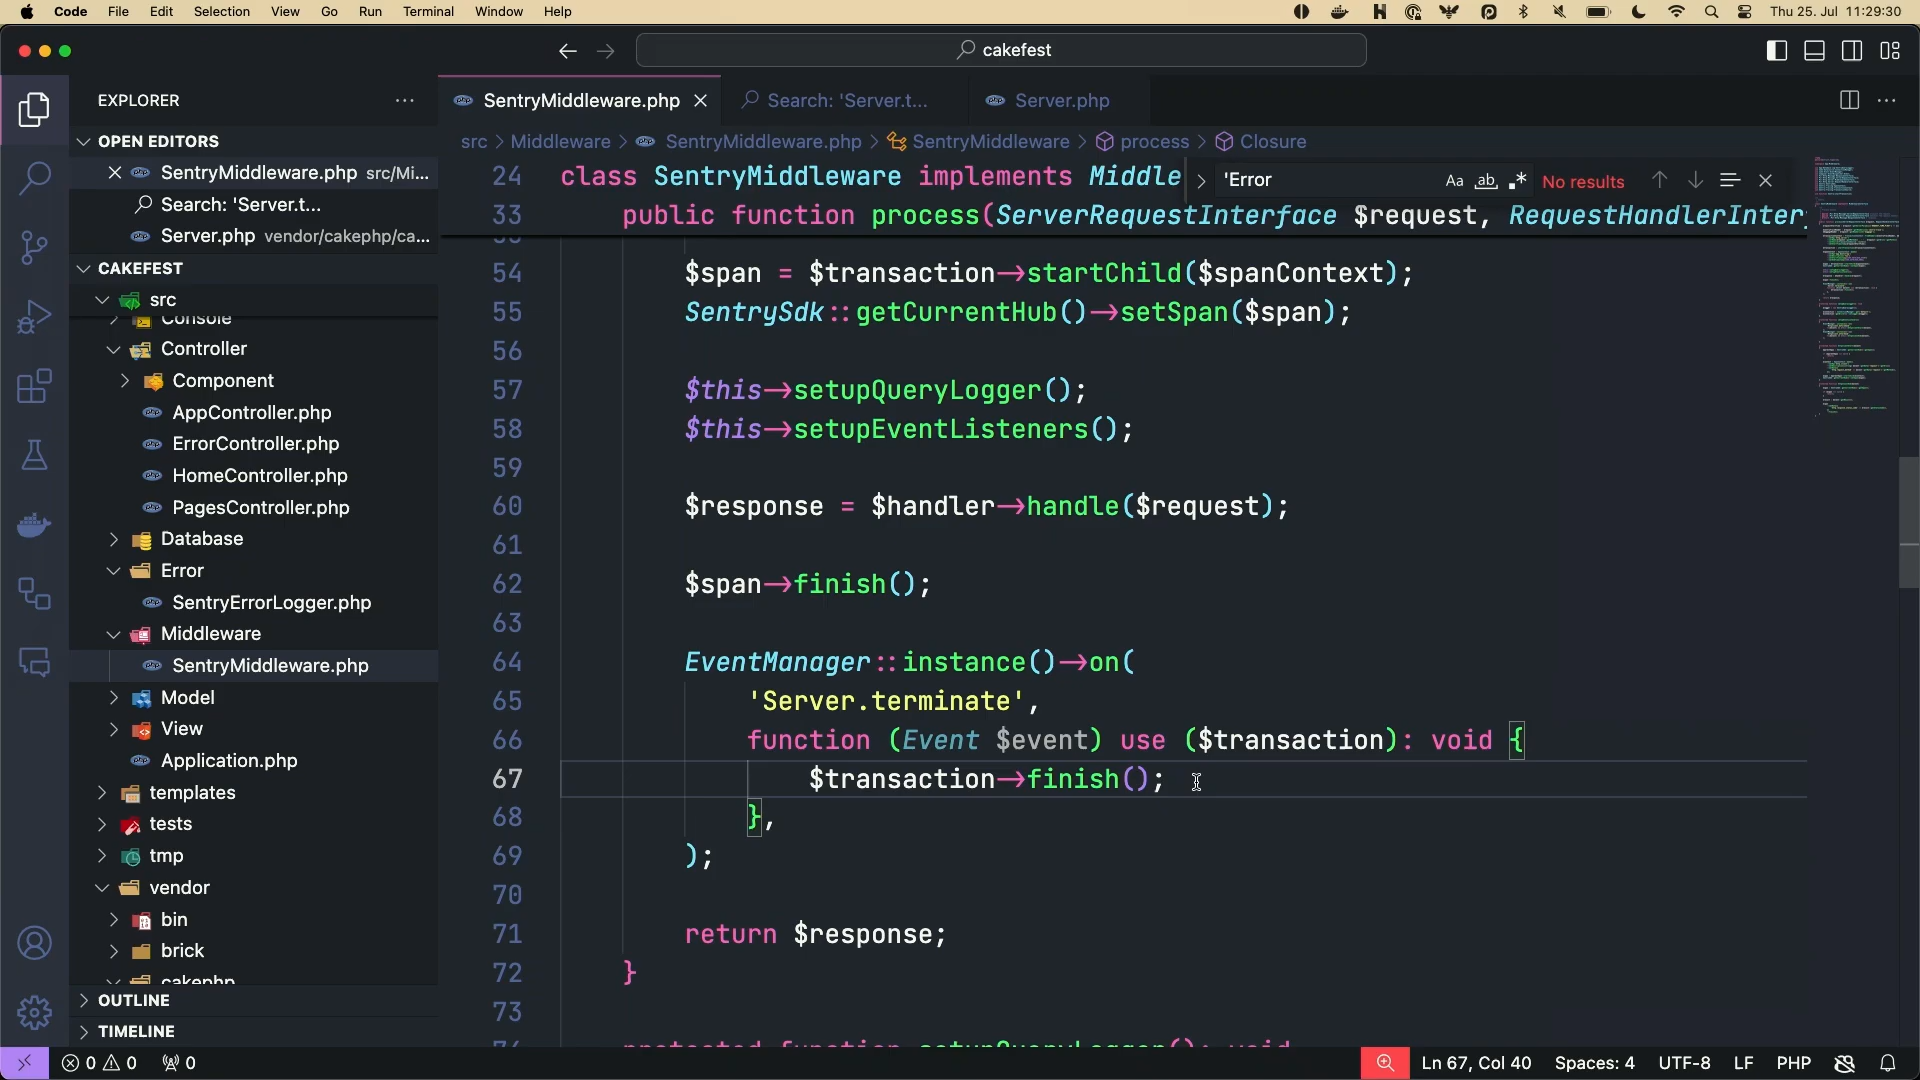 Code File Edit Selection View Go Run Terminal Window Help Thu 25. Jul 11:29:30
cakefest
EXPLORER
SentryMiddleware.php
Search: 'Server.t...
Server.php
OPEN EDITORS
SentryMiddleware.php src/Mi...
Search: 'Server.t...
Server.php vendor/cakephp/ca...
CAKEFEST
src
Console
Controller
Component
AppController.php
ErrorController.php
HomeController.php
PagesController.php
Database
Error
SentryErrorLogger.php
Middleware
SentryMiddleware.php
Model
View
Application.php
templates
tests
tmp
vendor
bin
brick
cakephp
OUTLINE
TIMELINE
src > Middleware > SentryMiddleware.php > SentryMiddleware > process > Closure
'Error Aa ab .* No results
24 class SentryMiddleware implements Middle
33 public function process(ServerRequestInterface $request, RequestHandlerInter
54 $span = $transaction→startChild($spanContext);
55 SentrySdk::getCurrentHub()→setSpan($span);
56
57 $this→setupQueryLogger();
58 $this→setupEventListeners();
59
60 $response = $handler→handle($request);
61
62 $span→finish();
63
64 EventManager::instance()→on(
65 'Server.terminate',
66 function (Event $event) use ($transaction): void {
67 $transaction→finish();
68 },
69 );
70
71 return $response;
72 }
73
protected function setupQueryLogger(): void
0 0 0 Ln 67, Col 40 Spaces: 4 UTF-8 LF PHP